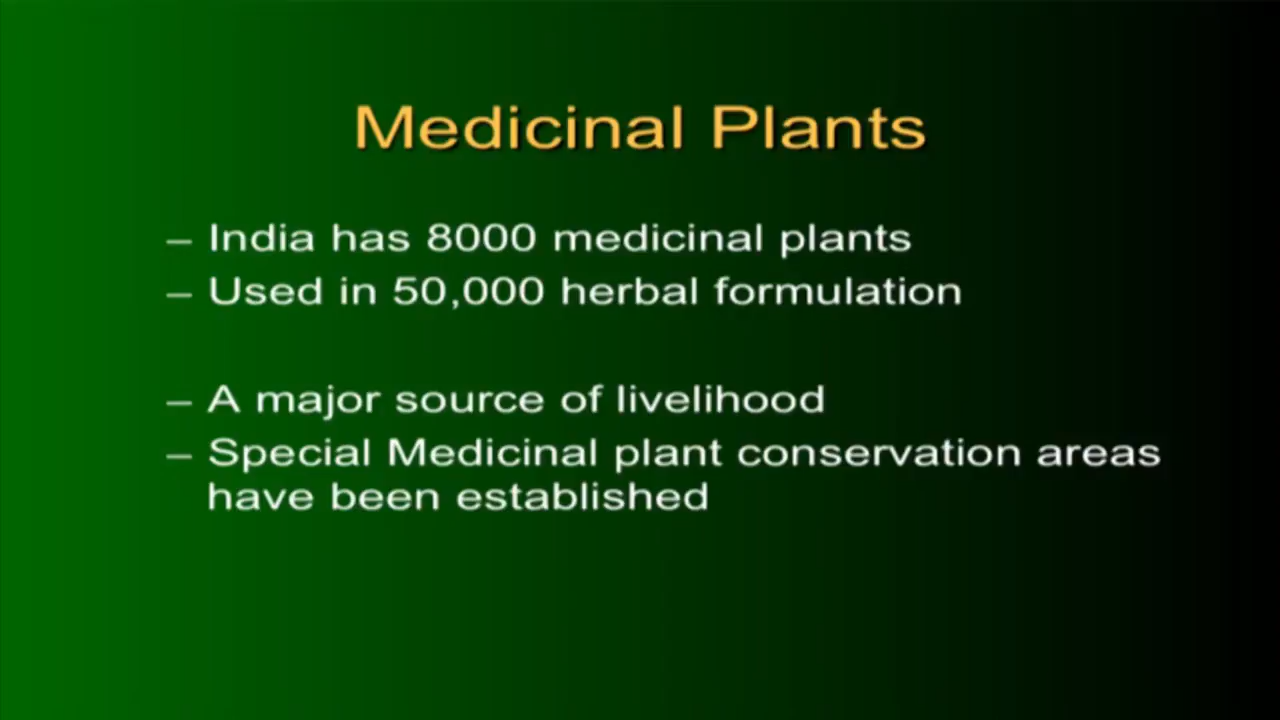 Medicinal Plants
– India has 8000 medicinal plants
– Used in 50,000 herbal formulation
– A major source of livelihood
– Special Medicinal plant conservation areas
have been established